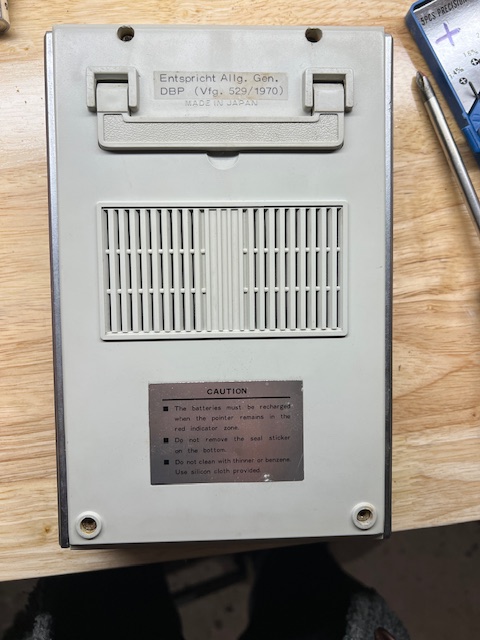 Entspricht Allg. Gen.
DBP (Vfg. 529/1970)
MADE IN JAPAN
CAUTION
■ The batteries must be recharged
when the pointer remains in the
red indicator zone.
■ Do not remove the seal sticker
on the bottom.
■ Do not clean with thinner or benzene
Use silicon cloth provided
5PCS PRECISION